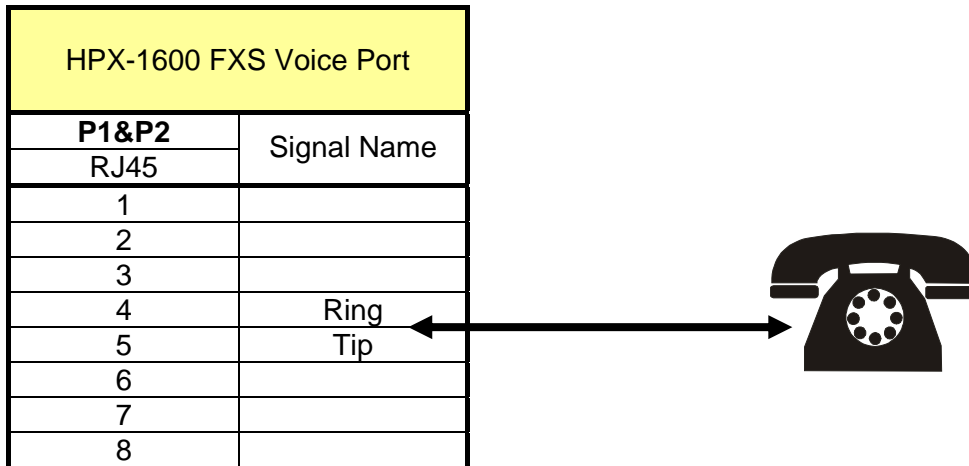 HPX-1600 FXS Voice Port
P1&P2 Signal Name
RJ45
1
2
3
4 Ring
5 Tip
6
7
8